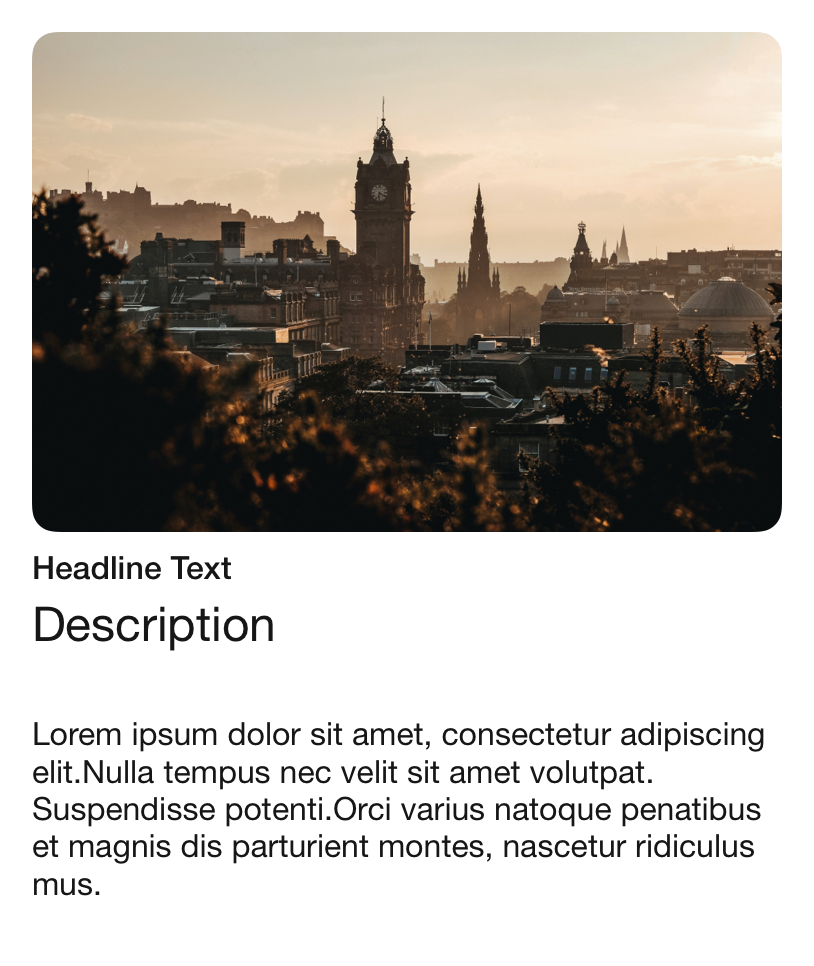 Headline Text
Description
Lorem ipsum dolor sit amet, consectetur adipiscing
elit.Nulla tempus nec velit sit amet volutpat.
Suspendisse potenti.Orci varius natoque penatibus
et magnis dis parturient montes, nascetur ridiculus
mus.